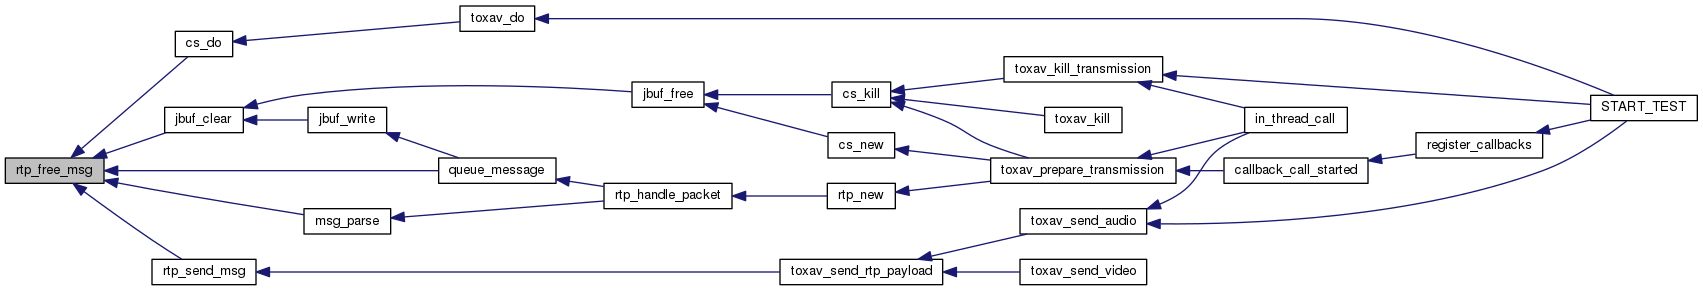 toxav_do
cs_do
toxav_kill_transmission
jbuf_free
cs_kill
START_TEST
jbuf_clear
jbuf_write
toxav_kill
in_thread_call
cs_new
register_callbacks
rtp_free_msg
queue_message
toxav_prepare_transmission
callback_call_started
rtp_handle_packet
rtp_new
msg_parse
toxav_send_audio
rtp_send_msg
toxav_send_rtp_payload
toxav_send_video